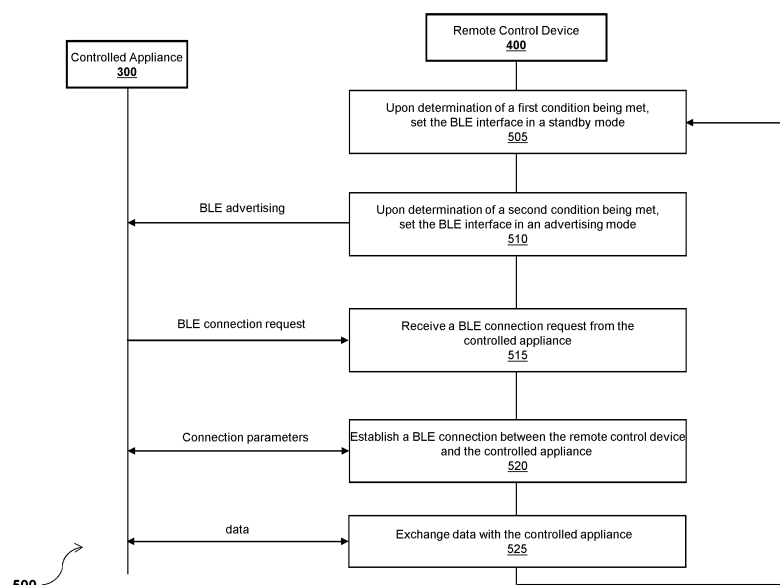 Controlled Appliance
300
Remote Control Device
400
Upon determination of a first condition being met,
set the BLE interface in a standby mode
505
BLE advertising
Upon determination of a second condition being met,
set the BLE interface in an advertising mode
510
BLE connection request
Receive a BLE connection request from the
controlled appliance
515
Connection parameters
Establish a BLE connection between the remote control device
and the controlled appliance
520
data
Exchange data with the controlled appliance
525
500